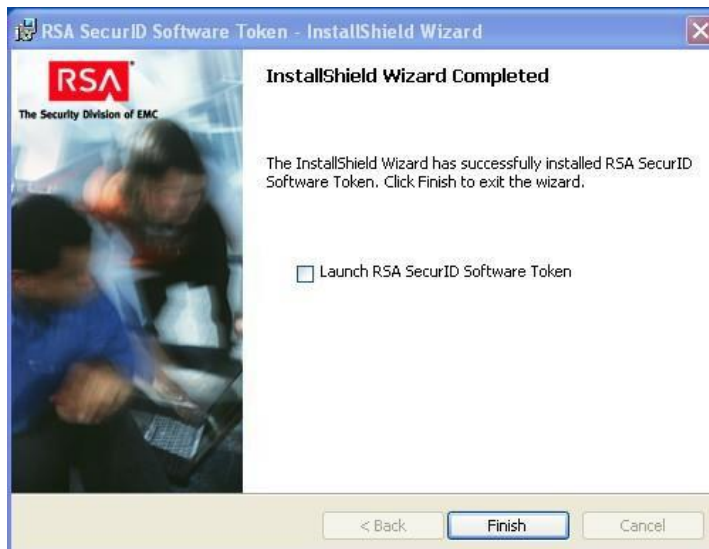 RSA SecurID Software Token - InstallShield Wizard
RSA
The Security Division of EMC
InstallShield Wizard Completed
The InstallShield Wizard has successfully installed RSA SecurID
Software Token. Click Finish to exit the wizard.
Launch RSA SecurID Software Token
< Back
Finish
Cancel